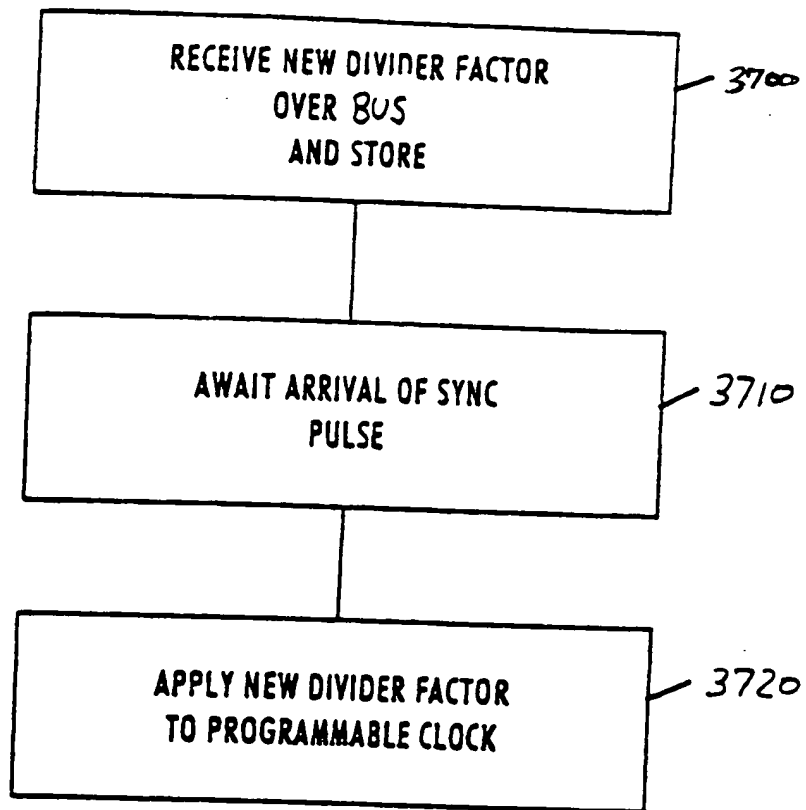 RECEIVE NEW DIVIDER FACTOR
OVER BUS
AND STORE
3700
AWAIT ARRIVAL OF SYNC
PULSE
3710
APPLY NEW DIVIDER FACTOR
TO PROGRAMMABLE CLOCK
3720